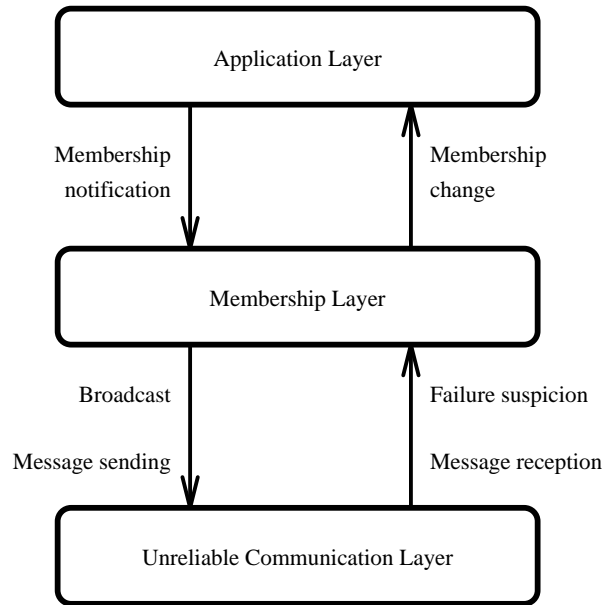 Application Layer
Membership
notification
Membership
change
Membership Layer
Broadcast
Failure suspicion
Message sending
Message reception
Unreliable Communication Layer